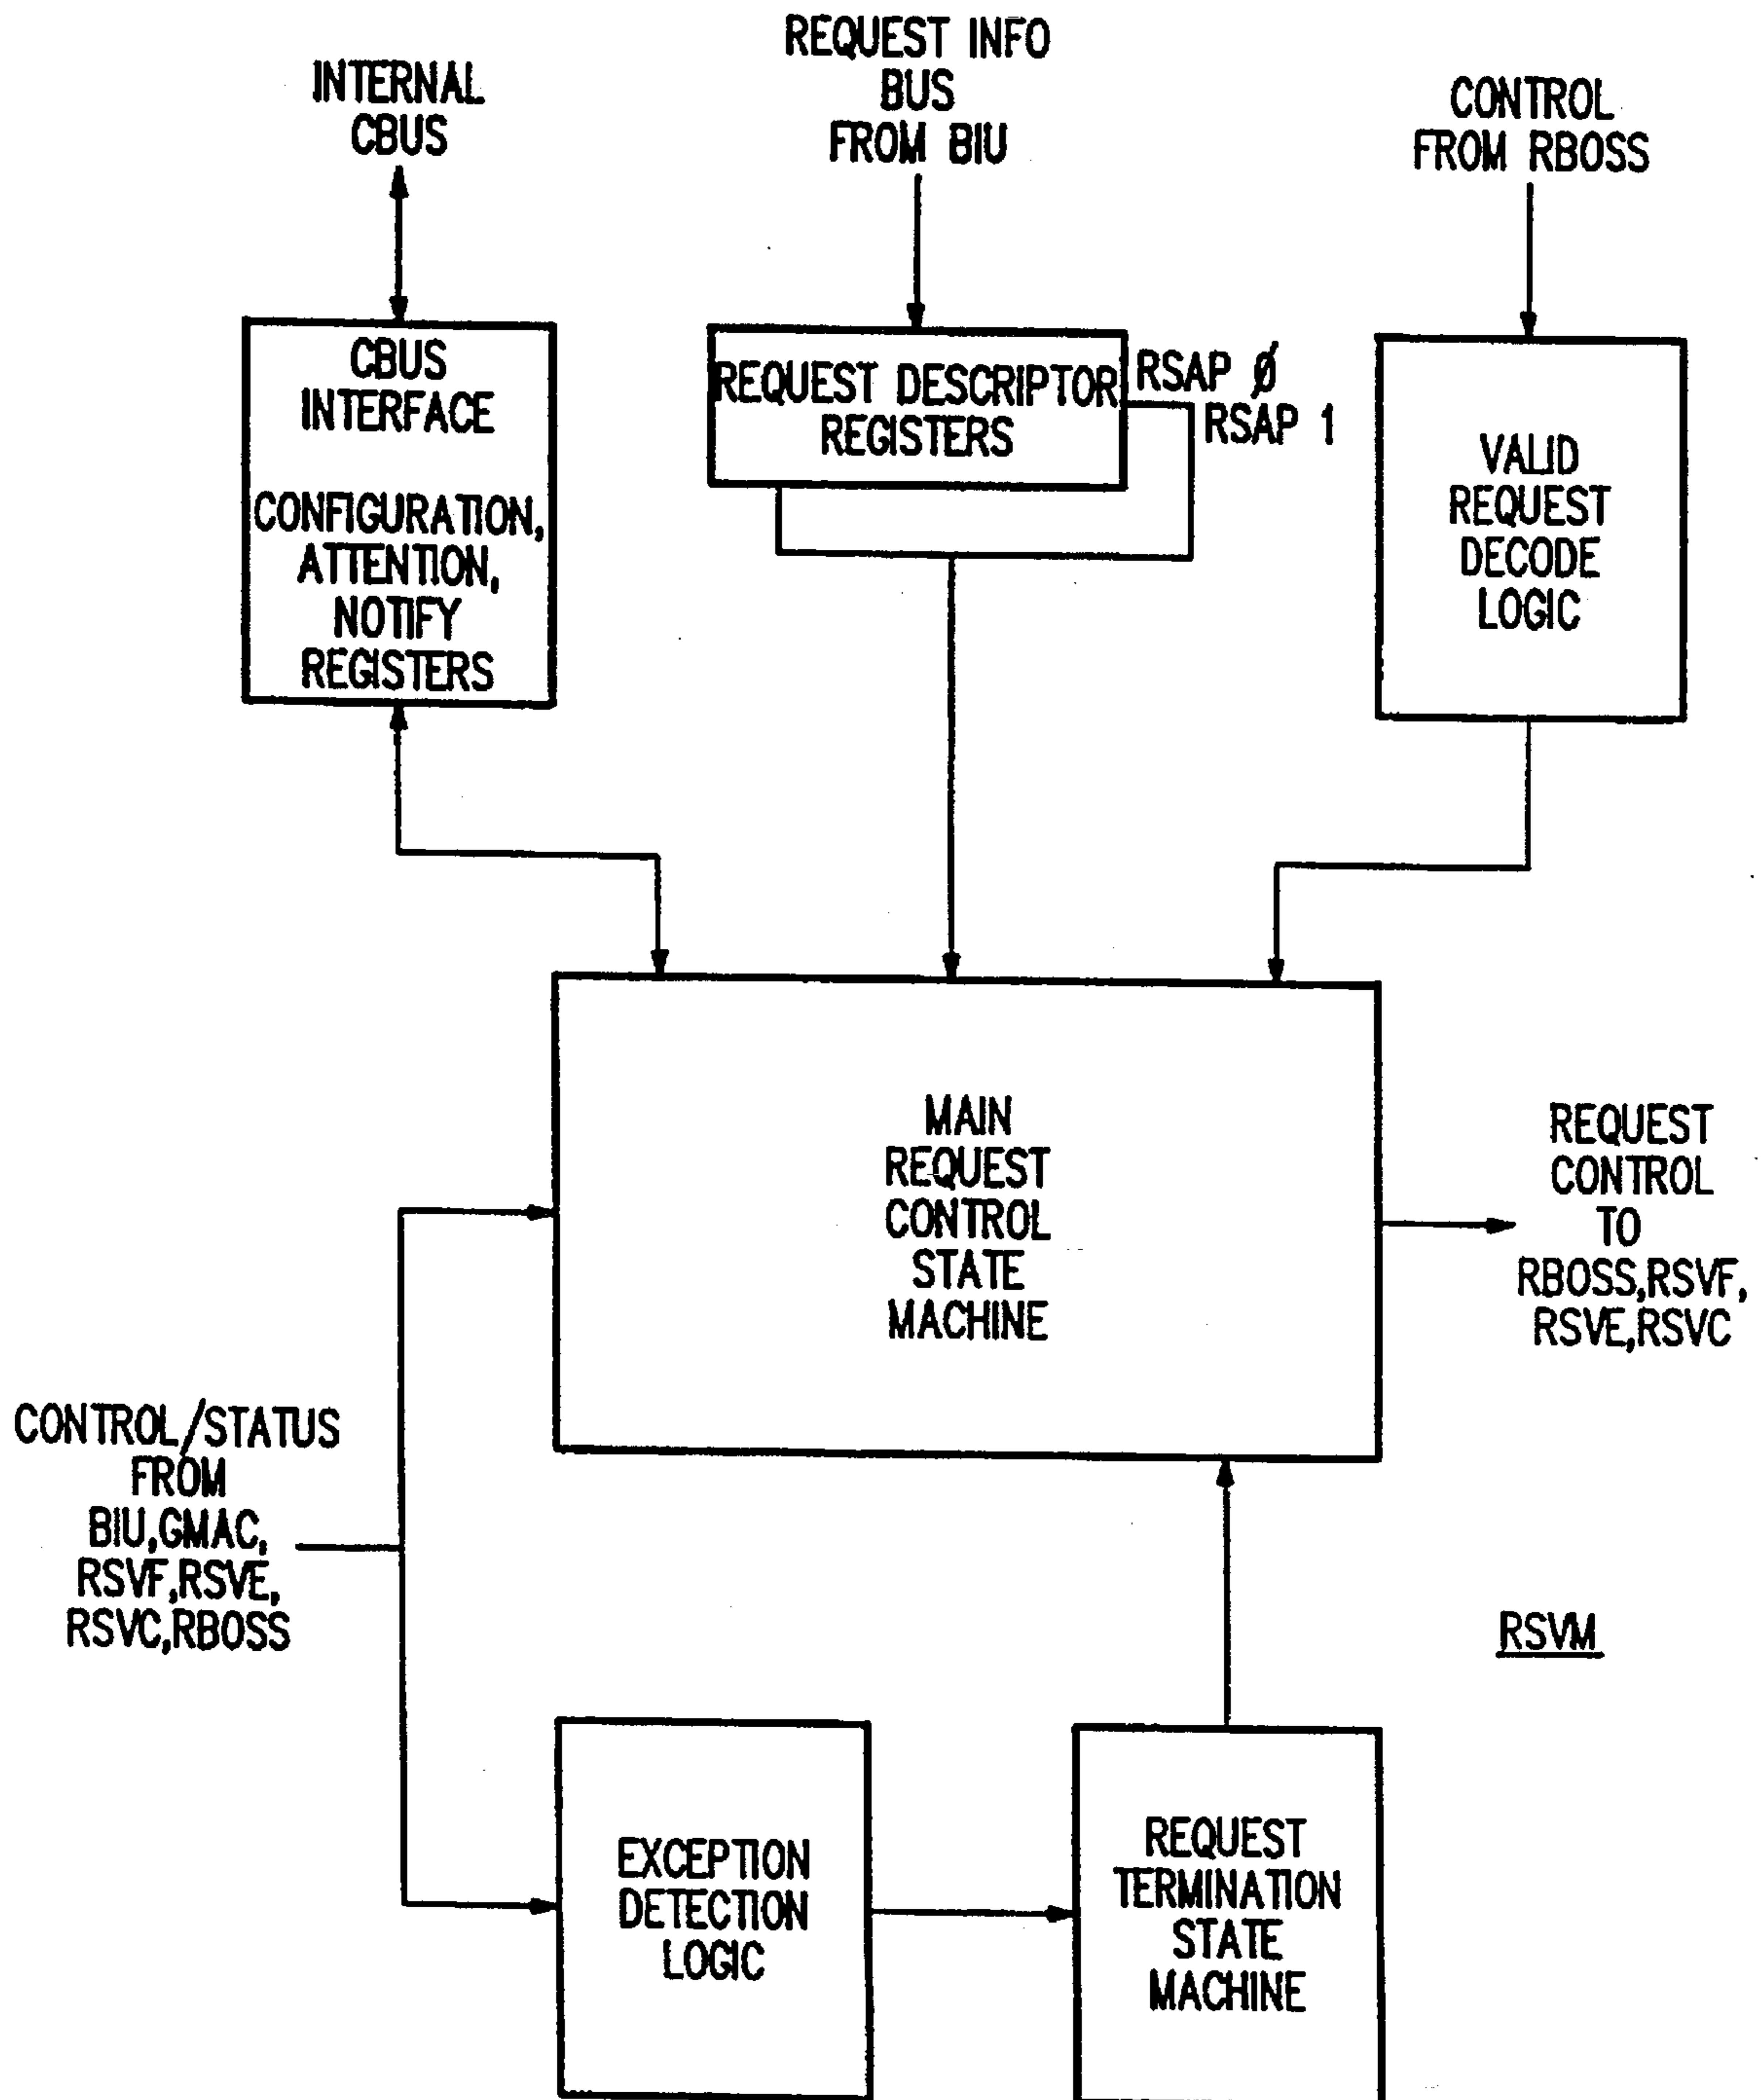 INTERNAL
CBUS
REQUEST INFO
BUS
FROM BIU
CONTROL
FROM RBOSS
CBUS
INTERFACE
CONFIGURATION,
ATTENTION,
NOTIFY
REGISTERS
REQUEST DESCRIPTOR
REGISTERS
RSAP Ø
RSAP 1
VALID
REQUEST
DECODE
LOGIC
MAIN
REQUEST
CONTROL
STATE
MACHINE
REQUEST
CONTROL
TO
RBOSS,RSVF,
RSVE,RSVC
CONTROL/STATUS
FROM
BIU,GMAC,
RSVF,RSVE,
RSVC,RBOSS
RSVM
EXCEPTION
DETECTION
LOGIC
REQUEST
TERMINATION
STATE
MACHINE